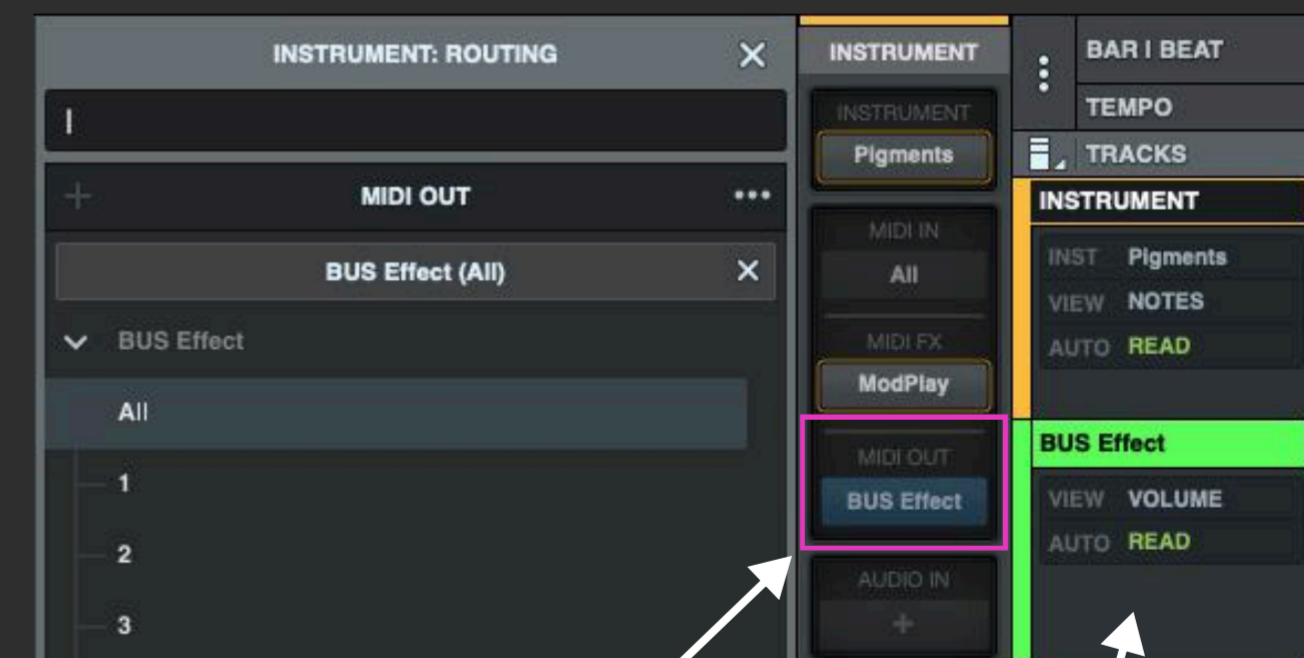 INSTRUMENT: ROUTING
MIDI OUT
BUS Effect (All)
BUS Effect
All
1
2
3
INSTRUMENT
INSTRUMENT
Pigments
MIDI IN
All
MIDI FX
ModPlay
MIDI OUT
BUS Effect
AUDIO IN
BAR | BEAT
TEMPO
TRACKS
INSTRUMENT
INST Pigments
VIEW NOTES
AUTO READ
BUS Effect
VIEW VOLUME
AUTO READ